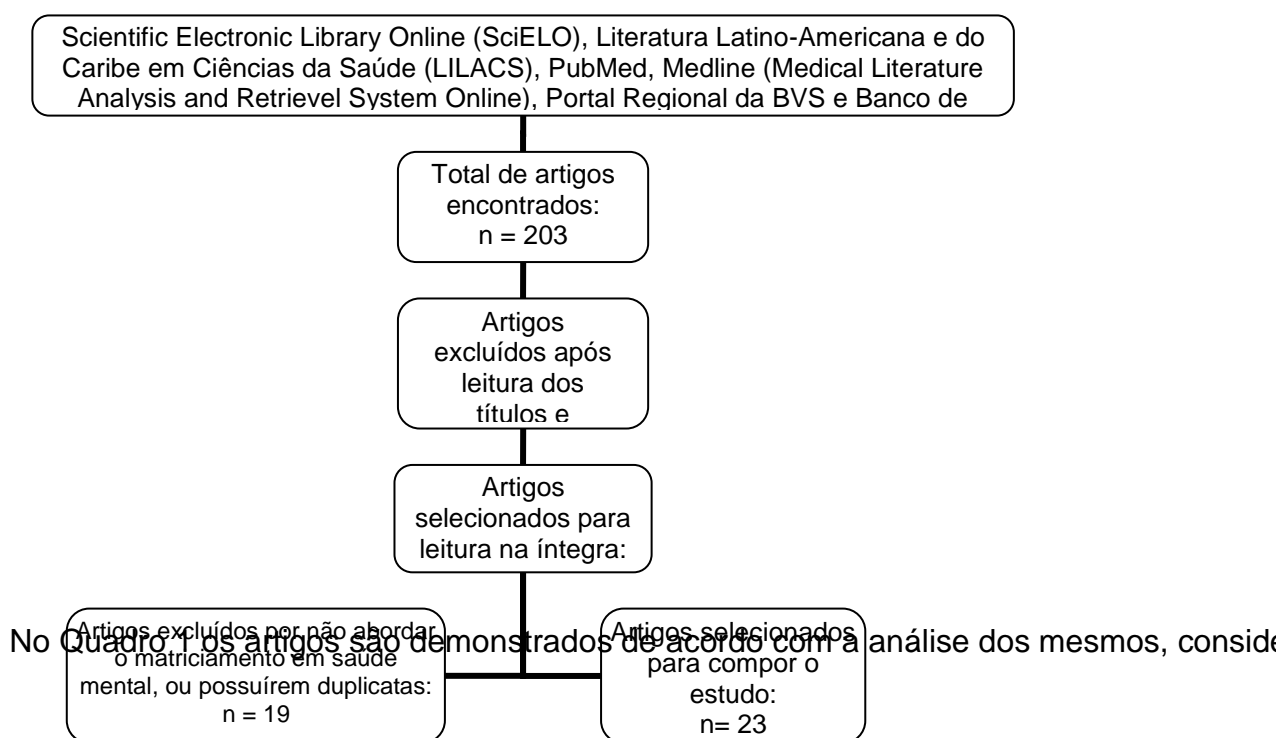 Scientific Electronic Library Online (SciELO), Literatura Latino-Americana e do
Caribe em Ciências da Saúde (LILACS), PubMed, Medline (Medical Literature
Analysis and Retrievel System Online), Portal Regional da BVS e Banco de
Total de artigos
encontrados:
n = 203
Artigos
excluídos após
leitura dos
títulos e
Artigos
selecionados para
leitura na íntegra:
Artigos excluídos por não abordar
o matriciamento em saúde
mental, ou possuírem duplicatas:
n = 19
Artigos selecionados
para compor o
estudo:
n= 23
No Quadro 1 os artigos são demonstrados de acordo com a análise dos mesmos, conside